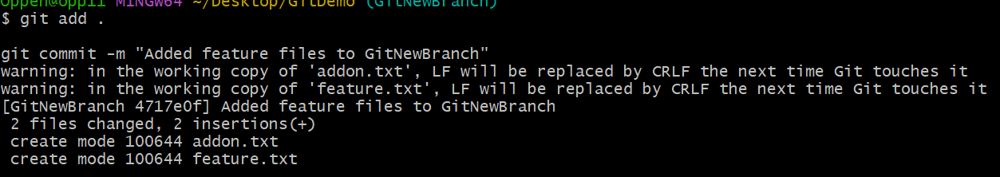 Oppen@opp11 MINGW64 ~/Desktop/GitDemo (GitNewBranch)
$ git add .
git commit -m "Added feature files to GitNewBranch"
warning: in the working copy of 'addon.txt', LF will be replaced by CRLF the next time Git touches it
warning: in the working copy of 'feature.txt', LF will be replaced by CRLF the next time Git touches it
[GitNewBranch 4717e0f] Added feature files to GitNewBranch
 2 files changed, 2 insertions(+)
 create mode 100644 addon.txt
 create mode 100644 feature.txt